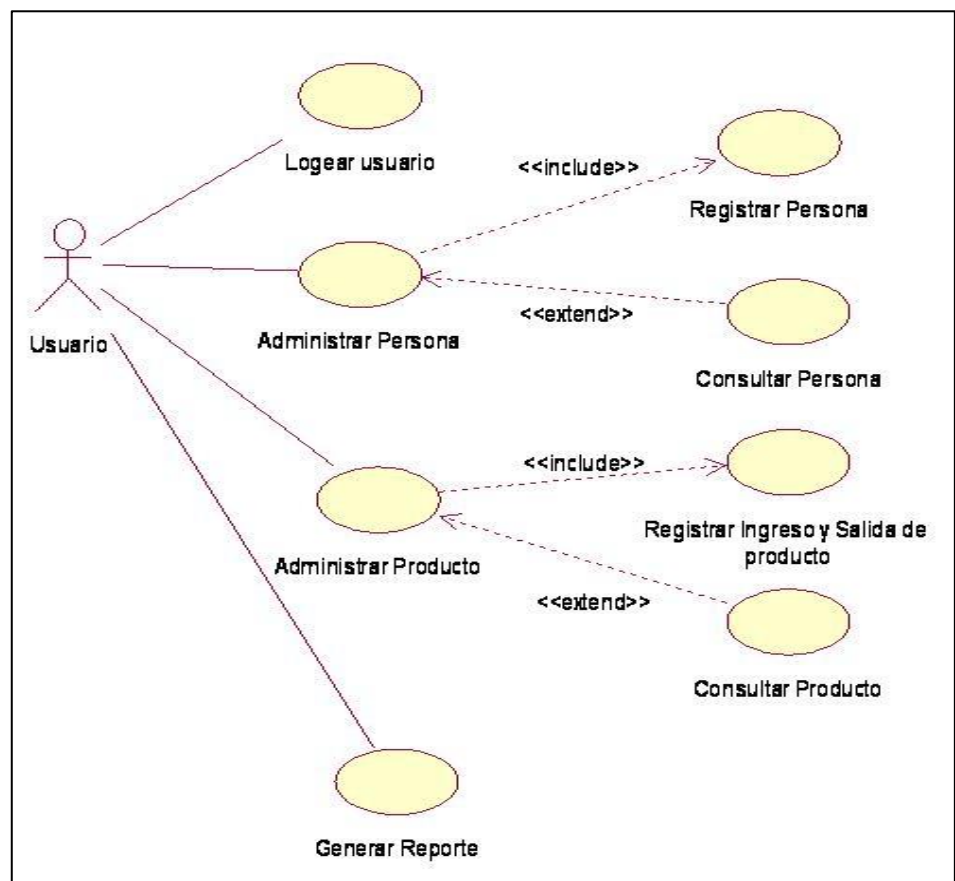 Logear usuario
<<include>>
Registrar Persona
Usuario
Administrar Persona
<<extend>>
Consultar Persona
<<include>>
Registrar Ingreso y Salida de
producto
Administrar Producto
<<extend>>
Consultar Producto
Generar Reporte